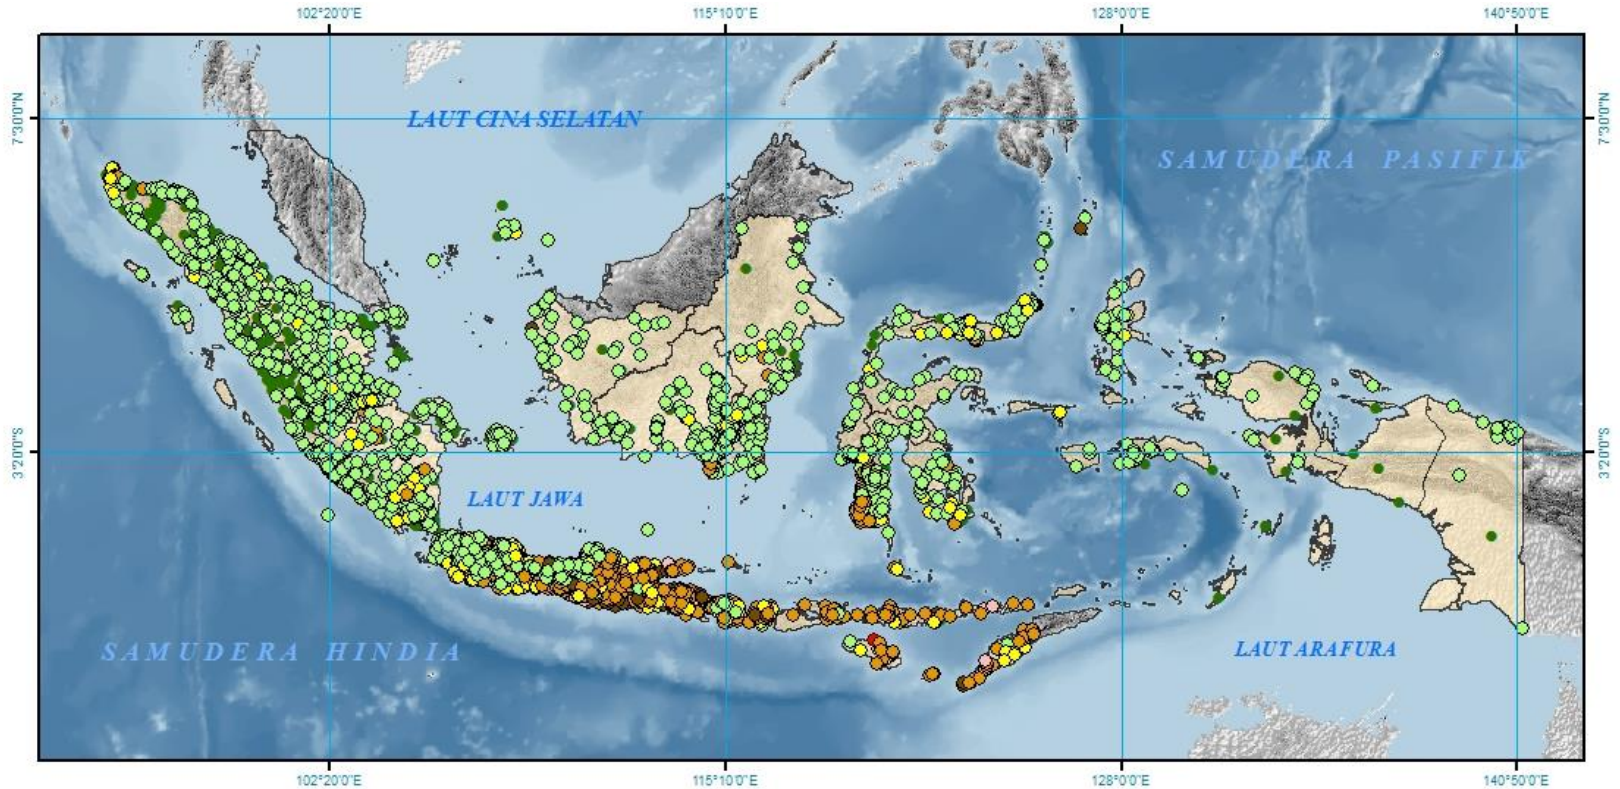 102°20'0"E 115°10'0"E 128°0'0"E 140°50'0"E
7°30'0"N 7°30'0"N
LAUT CINA SELATAN
SAMUDERA PASIFIK
3°20'0"S 3°20'0"S
LAUT JAWA
SAMUDERA HINDIA
LAUT ARAFURA
102°20'0"E 115°10'0"E 128°0'0"E 140°50'0"E